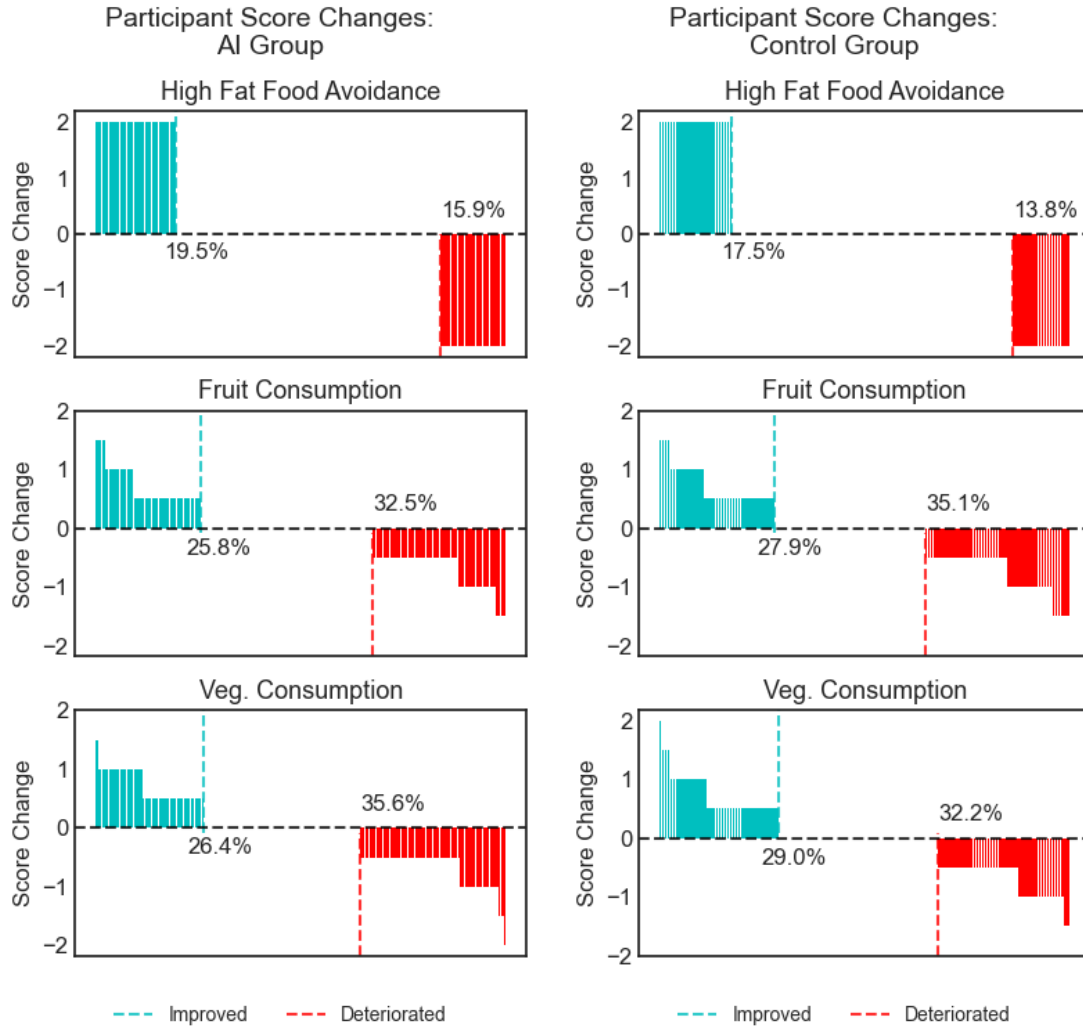 Participant Score Changes:
AI Group
High Fat Food Avoidance
Score Change
2
1
0
−1
−2
19.5%
15.9%
Fruit Consumption
Score Change
2
1
0
−1
−2
32.5%
25.8%
Veg. Consumption
Score Change
2
1
0
−1
−2
35.6%
26.4%
Improved
Deteriorated
Participant Score Changes:
Control Group
High Fat Food Avoidance
Score Change
2
1
0
−1
−2
13.8%
17.5%
Fruit Consumption
Score Change
2
1
0
−1
−2
35.1%
27.9%
Veg. Consumption
Score Change
2
1
0
−1
−2
32.2%
29.0%
Improved
Deteriorated